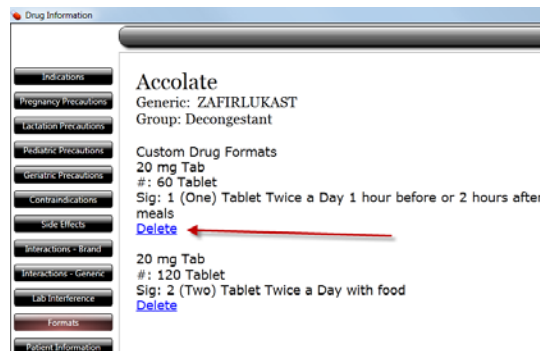 Drug Information
Indications
Pregnancy Precautions
Lactation Precautions
Pediatric Precautions
Geriatric Precautions
Contraindications
Side Effects
Interactions - Brand
Interactions - Generic
Lab Interference
Formats
Patient Information
Accolate
Generic: ZAFIRLUKAST
Group: Decongestant
Custom Drug Formats
20 mg Tab
#: 60 Tablet
Sig: 1 (One) Tablet Twice a Day 1 hour before or 2 hours after
meals
Delete
20 mg Tab
#: 120 Tablet
Sig: 2 (Two) Tablet Twice a Day with food
Delete